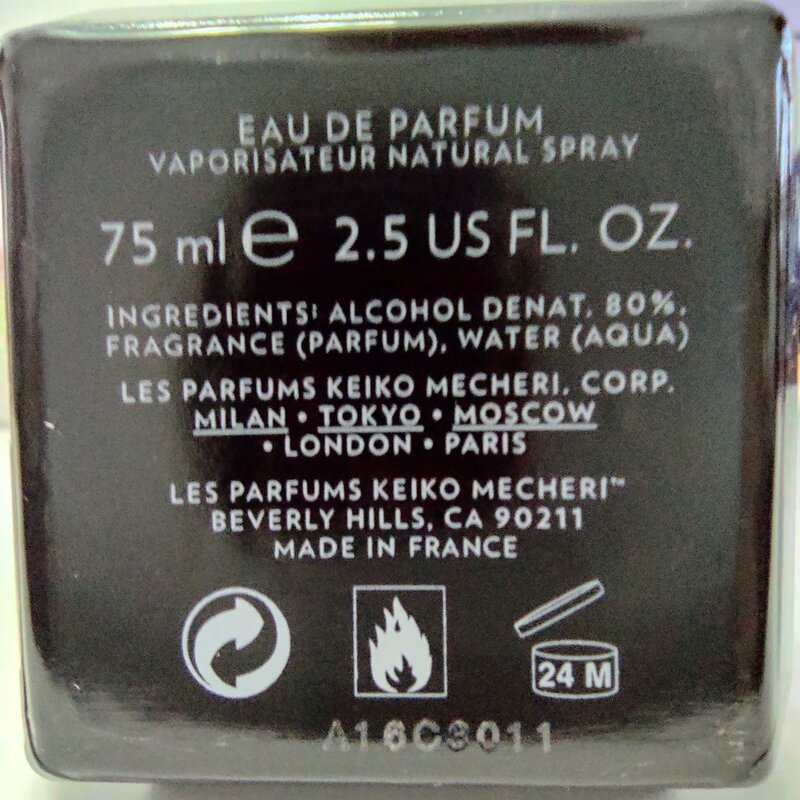 EAU DE PARFUM
VAPORISATEUR NATURAL SPRAY
75 ml ℮ 2.5 US FL. OZ.
INGREDIENTS: ALCOHOL DENAT. 80%,
FRAGRANCE (PARFUM), WATER (AQUA)
LES PARFUMS KEIKO MECHERI. CORP.
MILAN • TOKYO • MOSCOW
• LONDON • PARIS
LES PARFUMS KEIKO MECHERI™
BEVERLY HILLS, CA 90211
MADE IN FRANCE
24 M
A16C3011